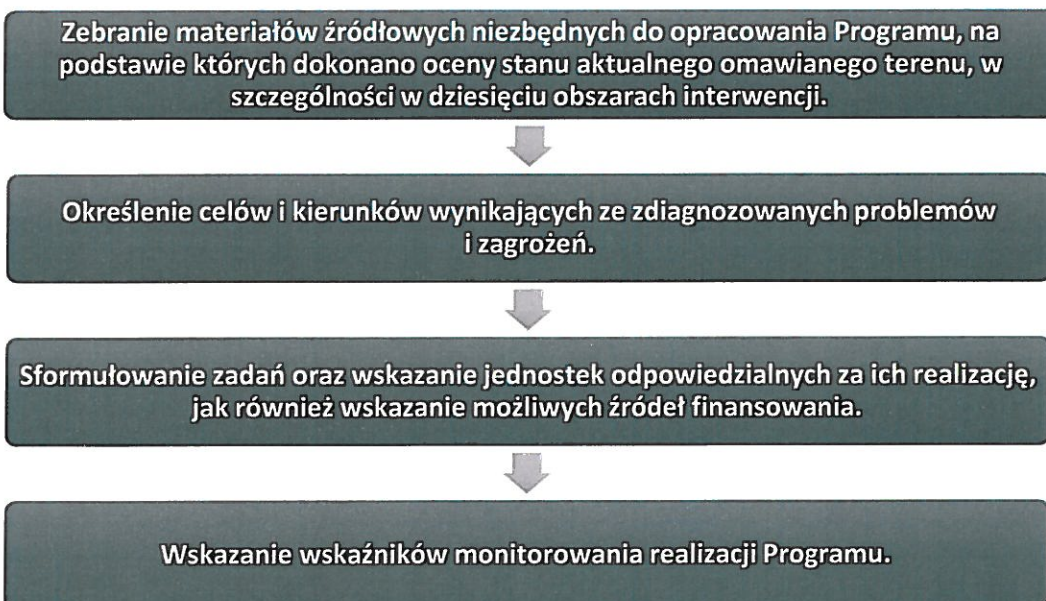 Zebranie materiałów źródłowych niezbędnych do opracowania Programu, na
podstawie których dokonano oceny stanu aktualnego omawianego terenu, w
szczególności w dziesięciu obszarach interwencji.
Określenie celów i kierunków wynikających ze zdiagnozowanych problemów
i zagrożeń.
Sformułowanie zadań oraz wskazanie jednostek odpowiedzialnych za ich realizację,
jak również wskazanie możliwych źródeł finansowania.
Wskazanie wskaźników monitorowania realizacji Programu.